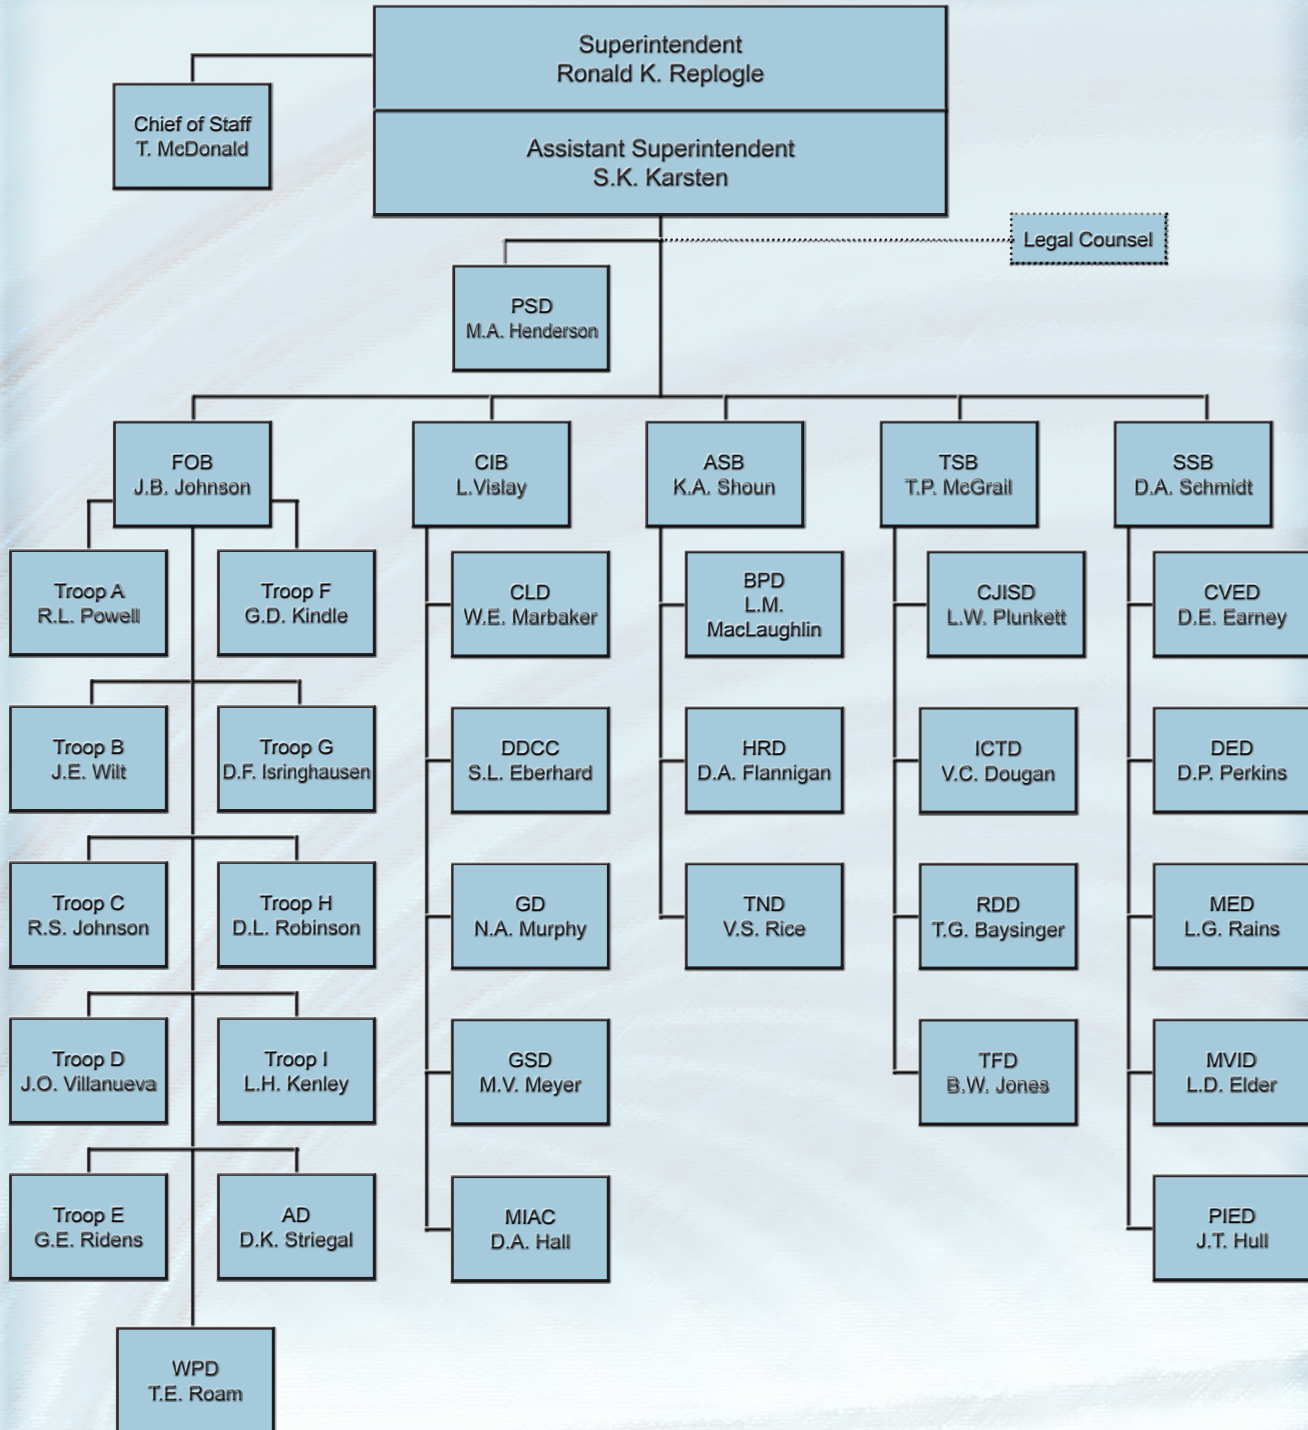 Superintendent
Ronald K. Replogle
Chief of Staff
T. McDonald
Assistant Superintendent
S.K. Karsten
Legal Counsel
PSD
M.A. Henderson
FOB
J.B. Johnson
CIB
L.Vislay
ASB
K.A. Shoun
TSB
T.P. McGrail
SSB
D.A. Schmidt
Troop A
R.L. Powell
Troop F
G.D. Kindle
CLD
W.E. Marbaker
BPD
L.M.
MacLaughlin
CJISD
L.W. Plunkett
CVED
D.E. Earney
Troop B
J.E. Wilt
Troop G
D.F. Isringhausen
DDCC
S.L. Eberhard
HRD
D.A. Flannigan
ICTD
V.C. Dougan
DED
D.P. Perkins
Troop C
R.S. Johnson
Troop H
D.L. Robinson
GD
N.A. Murphy
TND
V.S. Rice
RDD
T.G. Baysinger
MED
L.G. Rains
Troop D
J.O. Villanueva
Troop I
L.H. Kenley
GSD
M.V. Meyer
TFD
B.W. Jones
MVID
L.D. Elder
Troop E
G.E. Ridens
AD
D.K. Striegal
MIAC
D.A. Hall
PIED
J.T. Hull
WPD
T.E. Roam